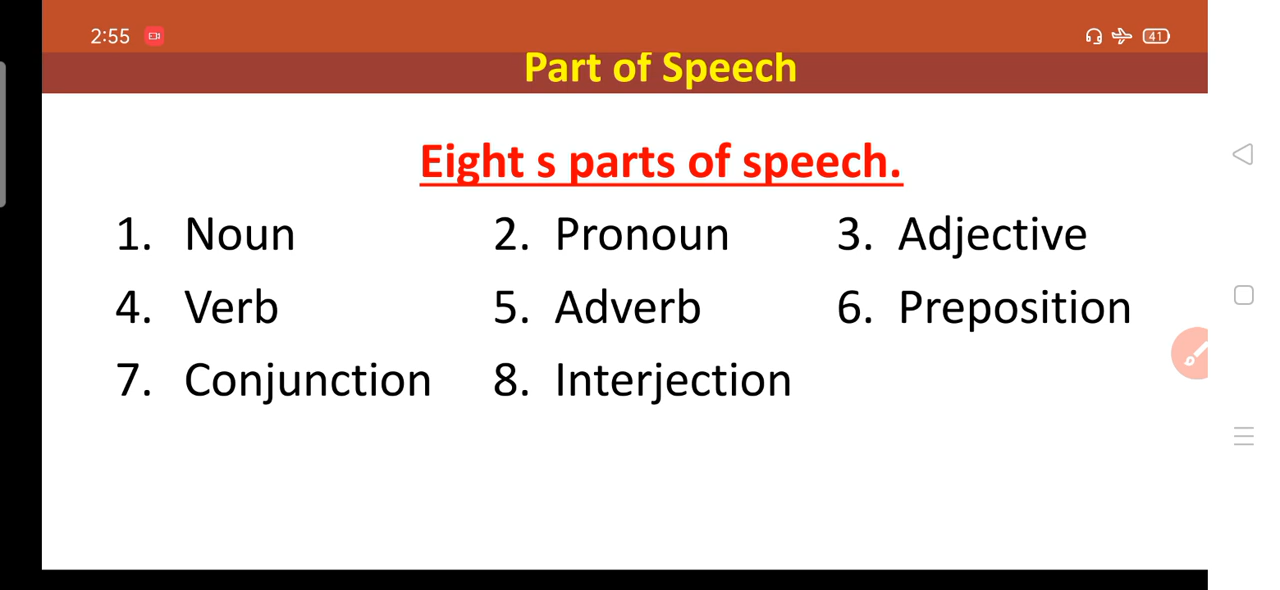 2:55
41
Part of Speech
Eight s parts of speech.
1. Noun 2. Pronoun 3. Adjective
4. Verb 5. Adverb 6. Preposition
7. Conjunction 8. Interjection